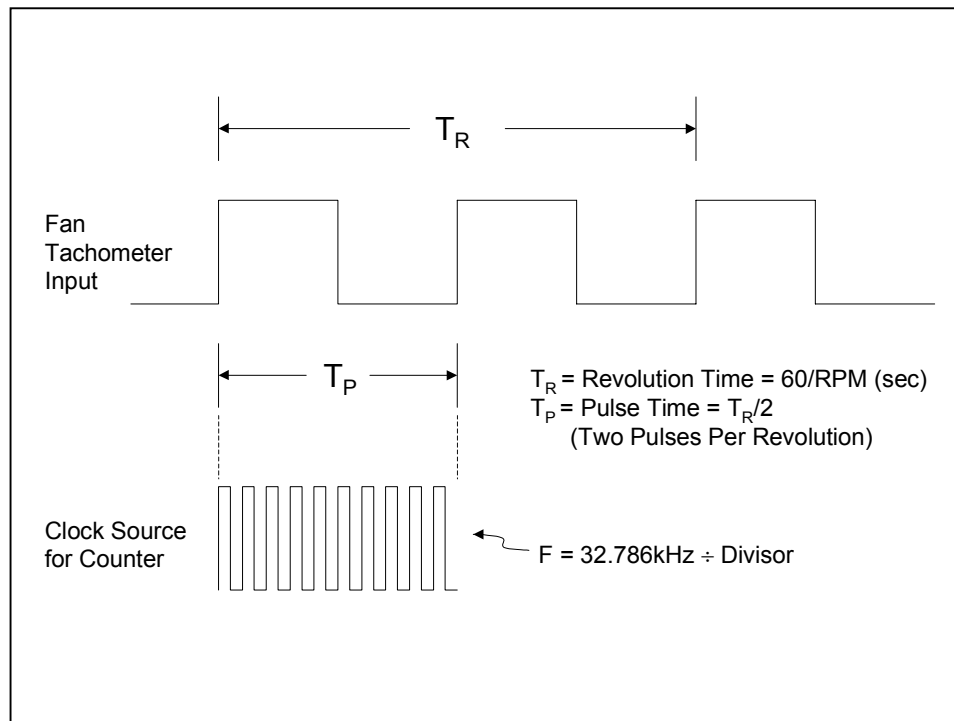 T_R
Fan
Tachometer
Input
T_P
T_R = Revolution Time = 60/RPM (sec)
T_P = Pulse Time = T_R/2
(Two Pulses Per Revolution)
Clock Source
for Counter
F = 32.786kHz ÷ Divisor